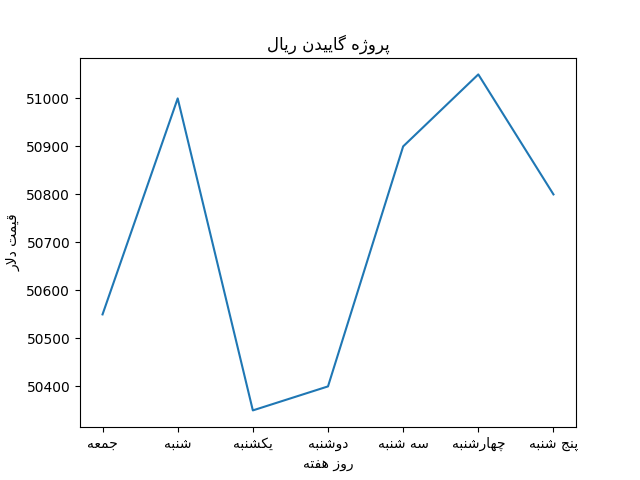 پروژه گاییدن ریال
قیمت دلار
51000
50900
50800
50700
50600
50500
50400
جمعه
شنبه
یکشنبه
دوشنبه
سه شنبه
چهارشنبه
پنج شنبه
روز هفته